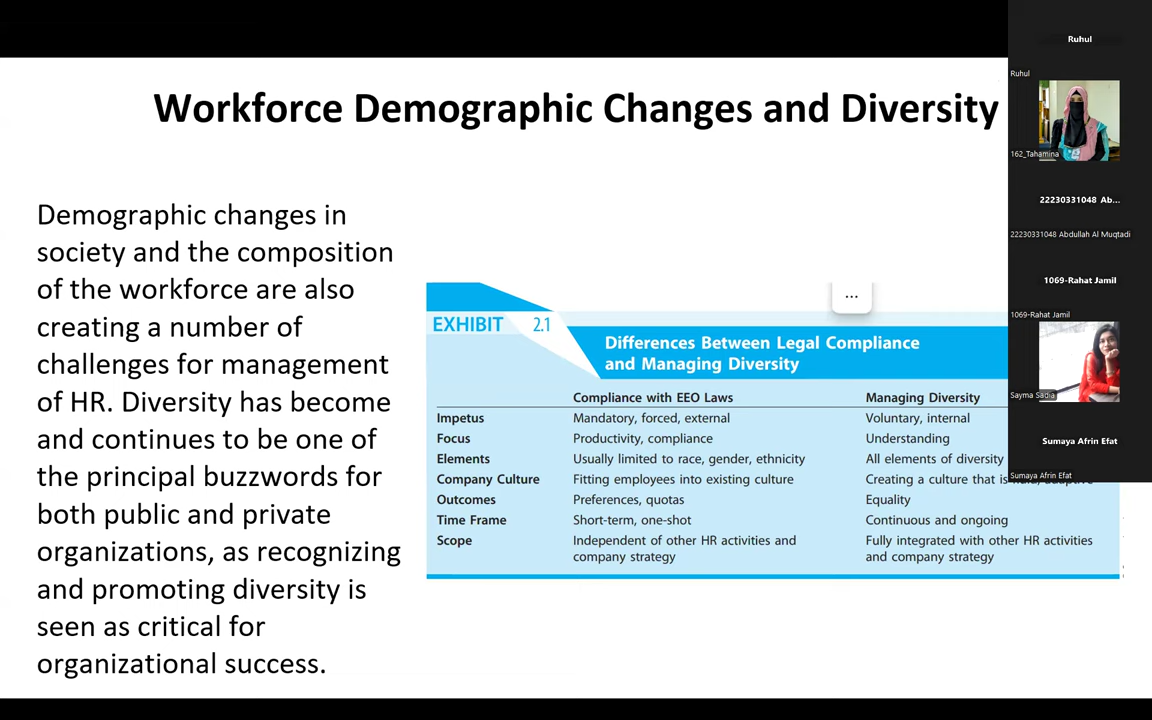 Workforce Demographic Changes and Diversity
Demographic changes in
society and the composition
of the workforce are also
creating a number of
challenges for management
of HR. Diversity has become
and continues to be one of
the principal buzzwords for
both public and private
organizations, as recognizing
and promoting diversity is
seen as critical for
organizational success.
EXHIBIT 2.1
Differences Between Legal Compliance
and Managing Diversity
Compliance with EEO Laws Managing Diversity
Impetus Mandatory, forced, external Voluntary, internal
Focus Productivity, compliance Understanding
Elements Usually limited to race, gender, ethnicity All elements of diversity
Company Culture Fitting employees into existing culture Creating a culture that is
Outcomes Preferences, quotas Equality
Time Frame Short-term, one-shot Continuous and ongoing
Scope Independent of other HR activities and Fully integrated with other HR activities
company strategy and company strategy
...
Ruhul
Ruhul
162_Tahamina
22230331048 Ab...
22230331048 Abdullah Al Muqtadi
1069-Rahat Jamil
1069-Rahat Jamil
Sayma Sadia
Sumaya Afrin Efat
Sumaya Afrin Efat